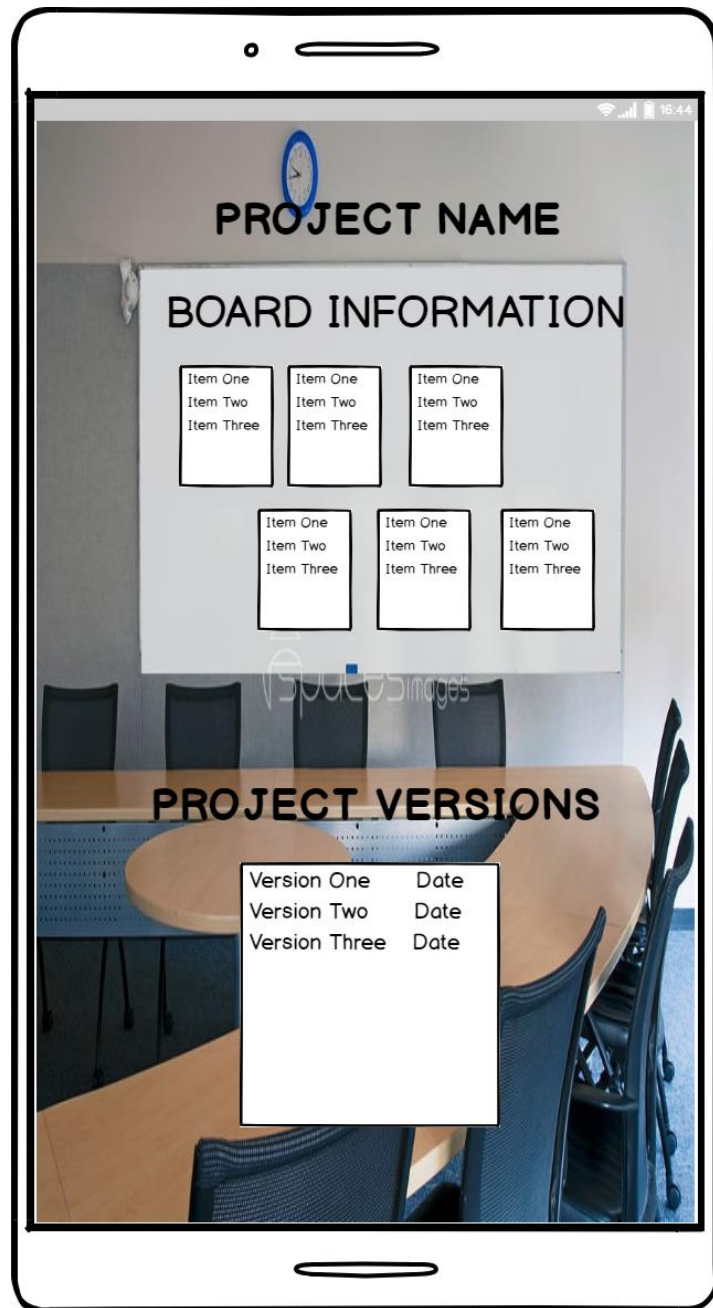 16:44
PROJECT NAME
BOARD INFORMATION
Item One
Item Two
Item Three
Item One
Item Two
Item Three
Item One
Item Two
Item Three
Item One
Item Two
Item Three
Item One
Item Two
Item Three
Item One
Item Two
Item Three
Spacesimages
PROJECT VERSIONS
Version One Date
Version Two Date
Version Three Date